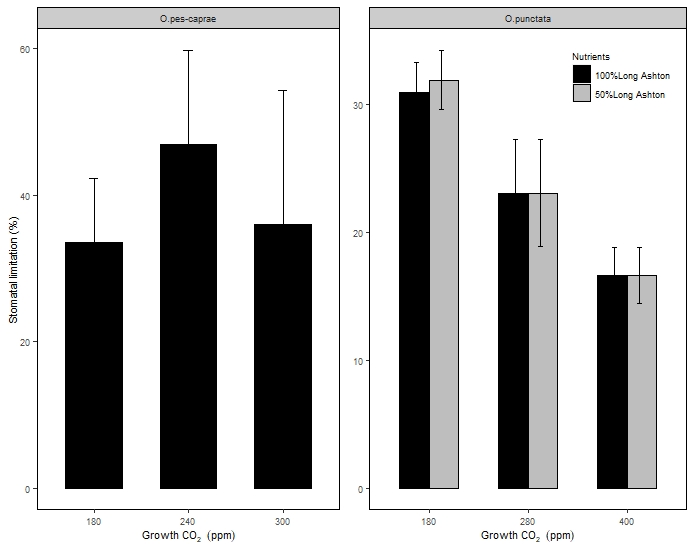 O.pes-caprae
O.punctata
Stomatal limitation (%)
60
40
20
0
180
240
300
Growth CO₂ (ppm)
30
20
10
0
Nutrients
100%Long Ashton
50%Long Ashton
180
280
400
Growth CO₂ (ppm)